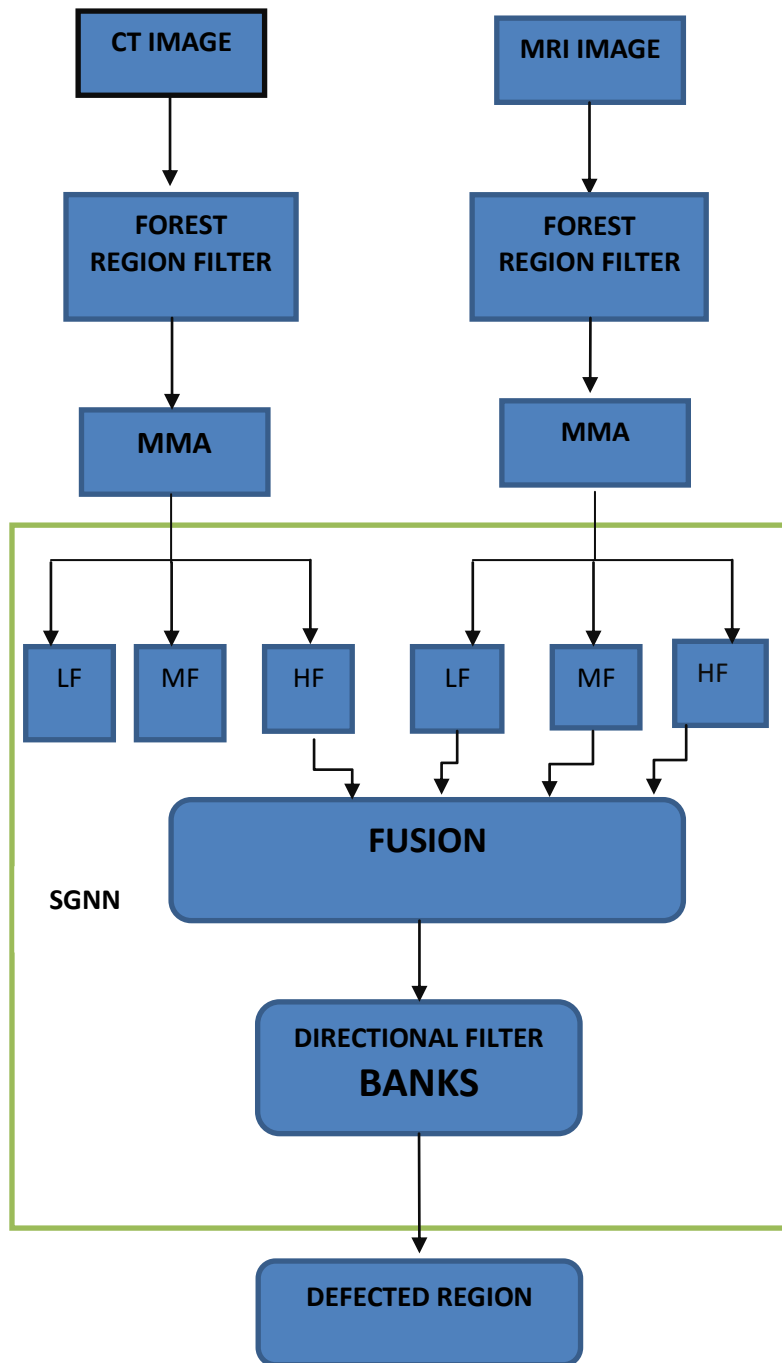 CT IMAGE
MRI IMAGE
FOREST
REGION FILTER
FOREST
REGION FILTER
MMA
MMA
LF
MF
HF
LF
MF
HF
FUSION
SGNN
DIRECTIONAL FILTER
BANKS
DEFECTED REGION